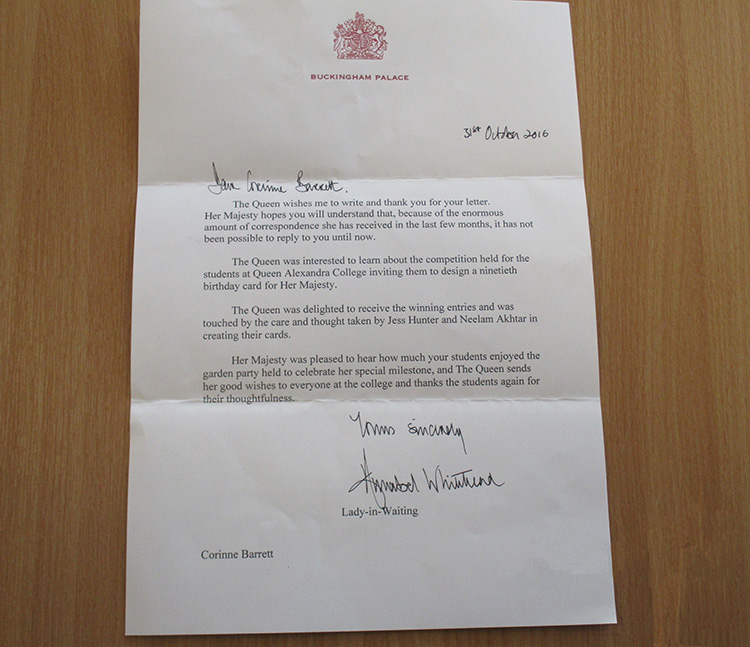 BUCKINGHAM PALACE
31st October 2016
Dear Corinne Barrett.
The Queen wishes me to write and thank you for your letter.
Her Majesty hopes you will understand that, because of the enormous
amount of correspondence she has received in the last few months, it has not
been possible to reply to you until now.
The Queen was interested to learn about the competition held for the
students at Queen Alexandra College inviting them to design a ninetieth
birthday card for Her Majesty.
The Queen was delighted to receive the winning entries and was
touched by the care and thought taken by Jess Hunter and Neelam Akhtar in
creating their cards.
Her Majesty was pleased to hear how much your students enjoyed the
garden party held to celebrate her special milestone, and The Queen sends
her good wishes to everyone at the college and thanks the students again for
their thoughtfulness.
Yours sincerely
Annabel Whitehead
Lady-in-Waiting
Corinne Barrett